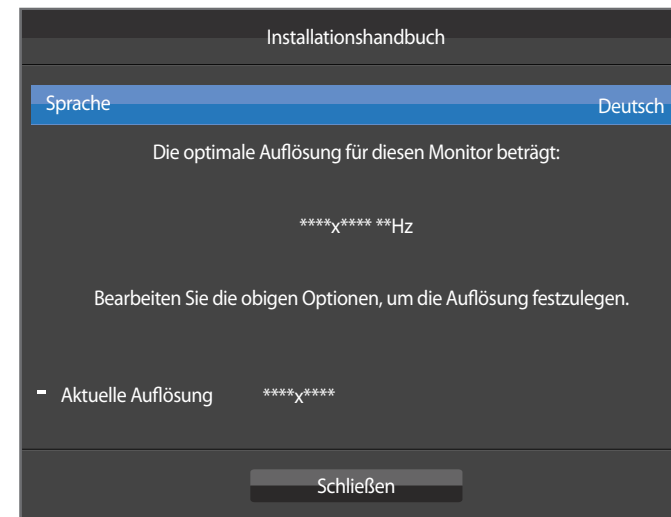 Installationshandbuch
Sprache Deutsch
Die optimale Auflösung für diesen Monitor beträgt:
****x**** **Hz
Bearbeiten Sie die obigen Optionen, um die Auflösung festzulegen.
- Aktuelle Auflösung ****x****
Schließen